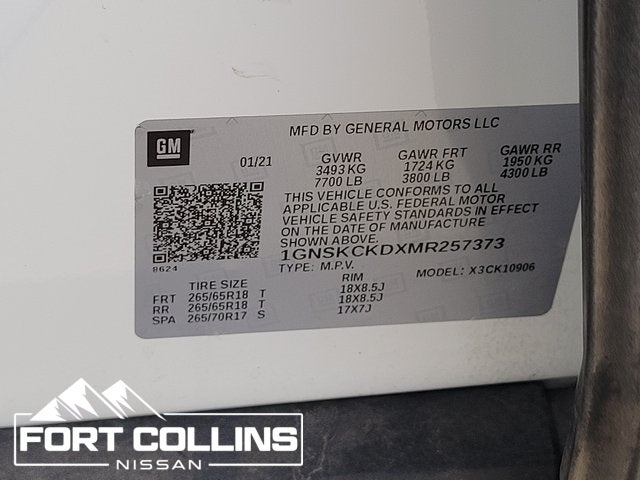 MFD BY GENERAL MOTORS LLC
GM
01/21
GVWR GAWR FRT GAWR RR
3493 KG 1724 KG 1950 KG
7700 LB 3800 LB 4300 LB
THIS VEHICLE CONFORMS TO ALL
APPLICABLE U.S. FEDERAL MOTOR
VEHICLE SAFETY STANDARDS IN EFFECT
ON THE DATE OF MANUFACTURE
SHOWN ABOVE.
1GNSKCKDXMR257373
8624
TYPE: M.P.V. MODEL: X3CK10906
TIRE SIZE RIM
FRT 265/65R18 T 18X8.5J
RR 265/65R18 T 18X8.5J
SPA 265/70R17 S 17X7J
FORT COLLINS
NISSAN